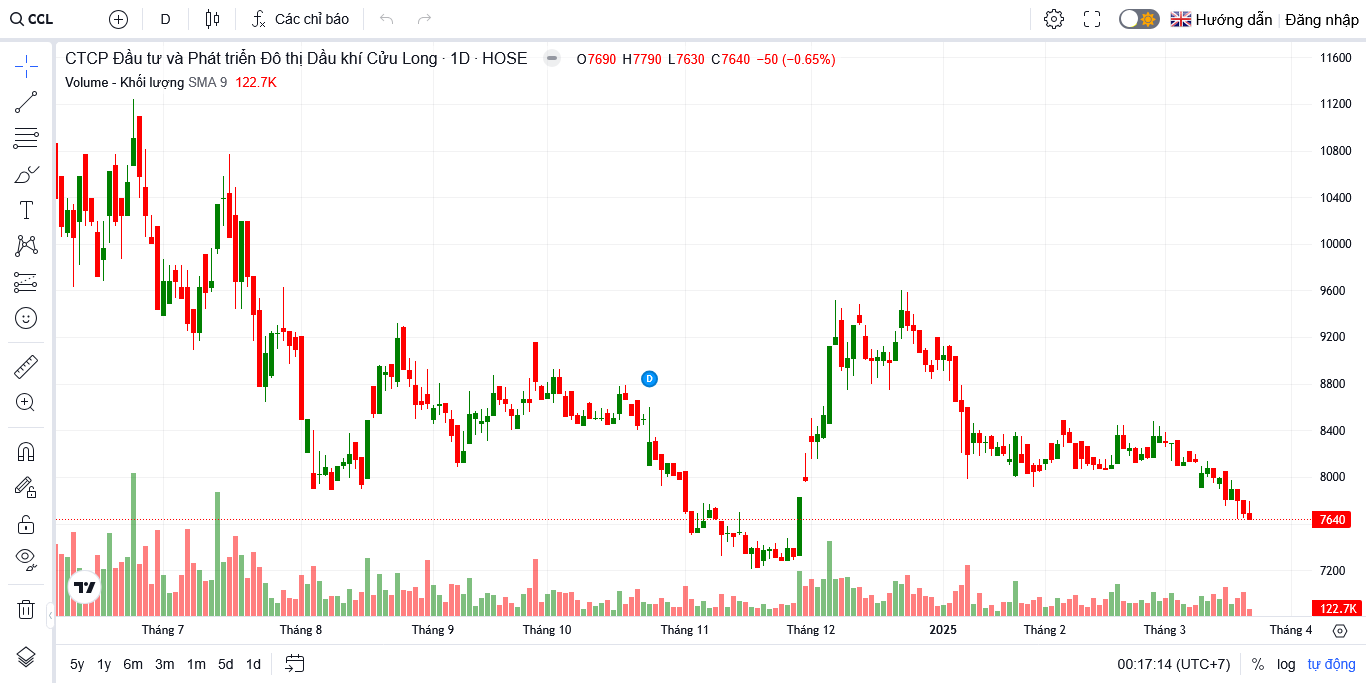 CCL D Các chỉ báo Hướng dẫn Đăng nhập
CTCP Đầu tư và Phát triển Đô thị Dầu khí Cửu Long · 1D · HOSE O7690 H7790 L7630 C7640 −50 (−0.65%)
Volume - Khối lượng SMA 9 122.7K
11600
11200
10800
10400
10000
9600
9200
8800
D
8400
8000
7640
7200
122.7K
Tháng 7 Tháng 8 Tháng 9 Tháng 10 Tháng 11 Tháng 12 2025 Tháng 2 Tháng 3 Tháng 4
5y 1y 6m 3m 1m 5d 1d 00:17:14 (UTC+7) % log tự động